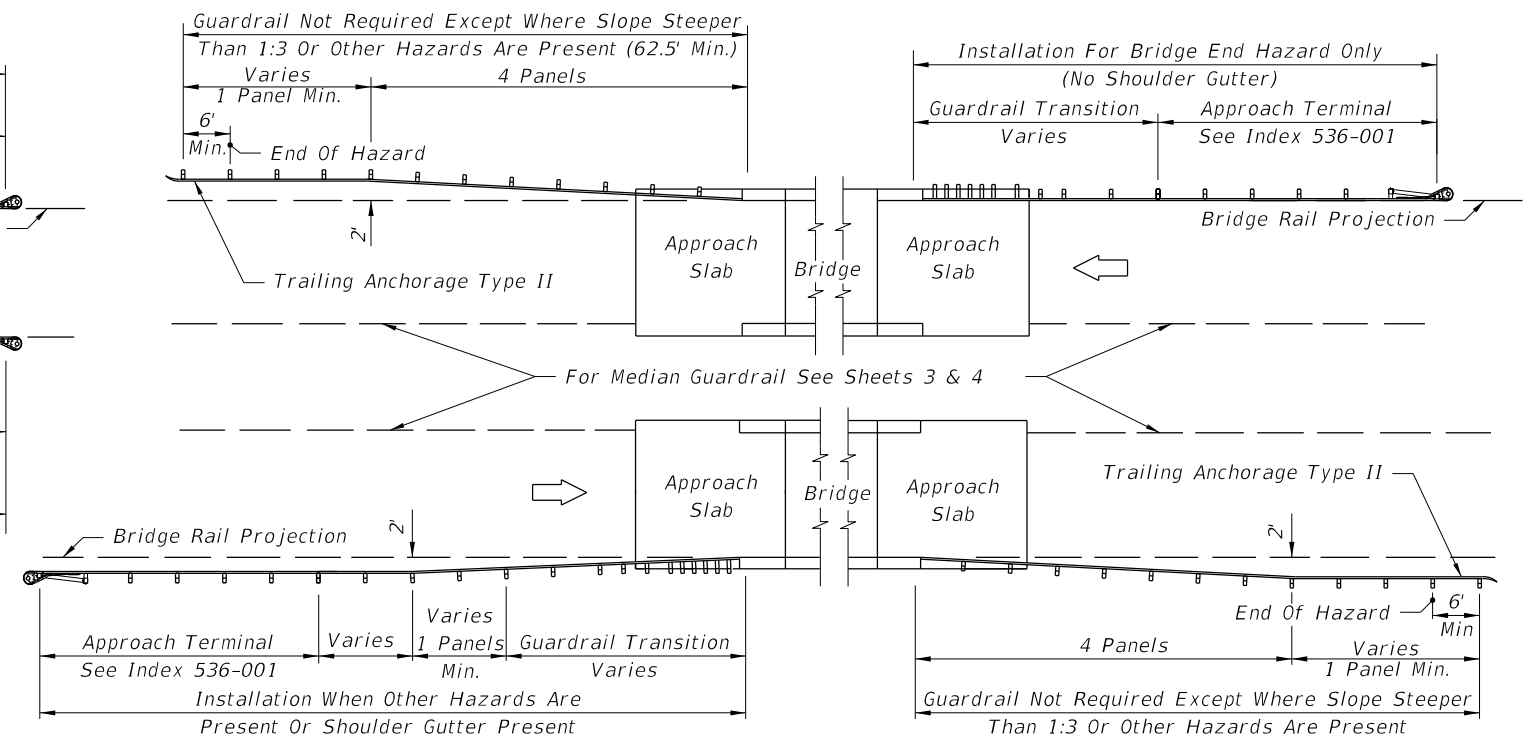 Guardrail Not Required Except Where Slope Steeper
Than 1:3 Or Other Hazards Are Present (62.5' Min.)
Varies
1 Panel Min.
4 Panels
6'
Min.
End Of Hazard
2'
Trailing Anchorage Type II
Installation For Bridge End Hazard Only
(No Shoulder Gutter)
Guardrail Transition
Varies
Approach Terminal
See Index 536-001
Bridge Rail Projection
Approach
Slab
Bridge
Approach
Slab
For Median Guardrail See Sheets 3 & 4
Approach
Slab
Bridge
Approach
Slab
Trailing Anchorage Type II
Bridge Rail Projection
2'
2'
End Of Hazard
6'
Min
Approach Terminal
See Index 536-001
Varies
Varies
1 Panels
Min.
Guardrail Transition
Varies
Installation When Other Hazards Are
Present Or Shoulder Gutter Present
4 Panels
Varies
1 Panel Min.
Guardrail Not Required Except Where Slope Steeper
Than 1:3 Or Other Hazards Are Present